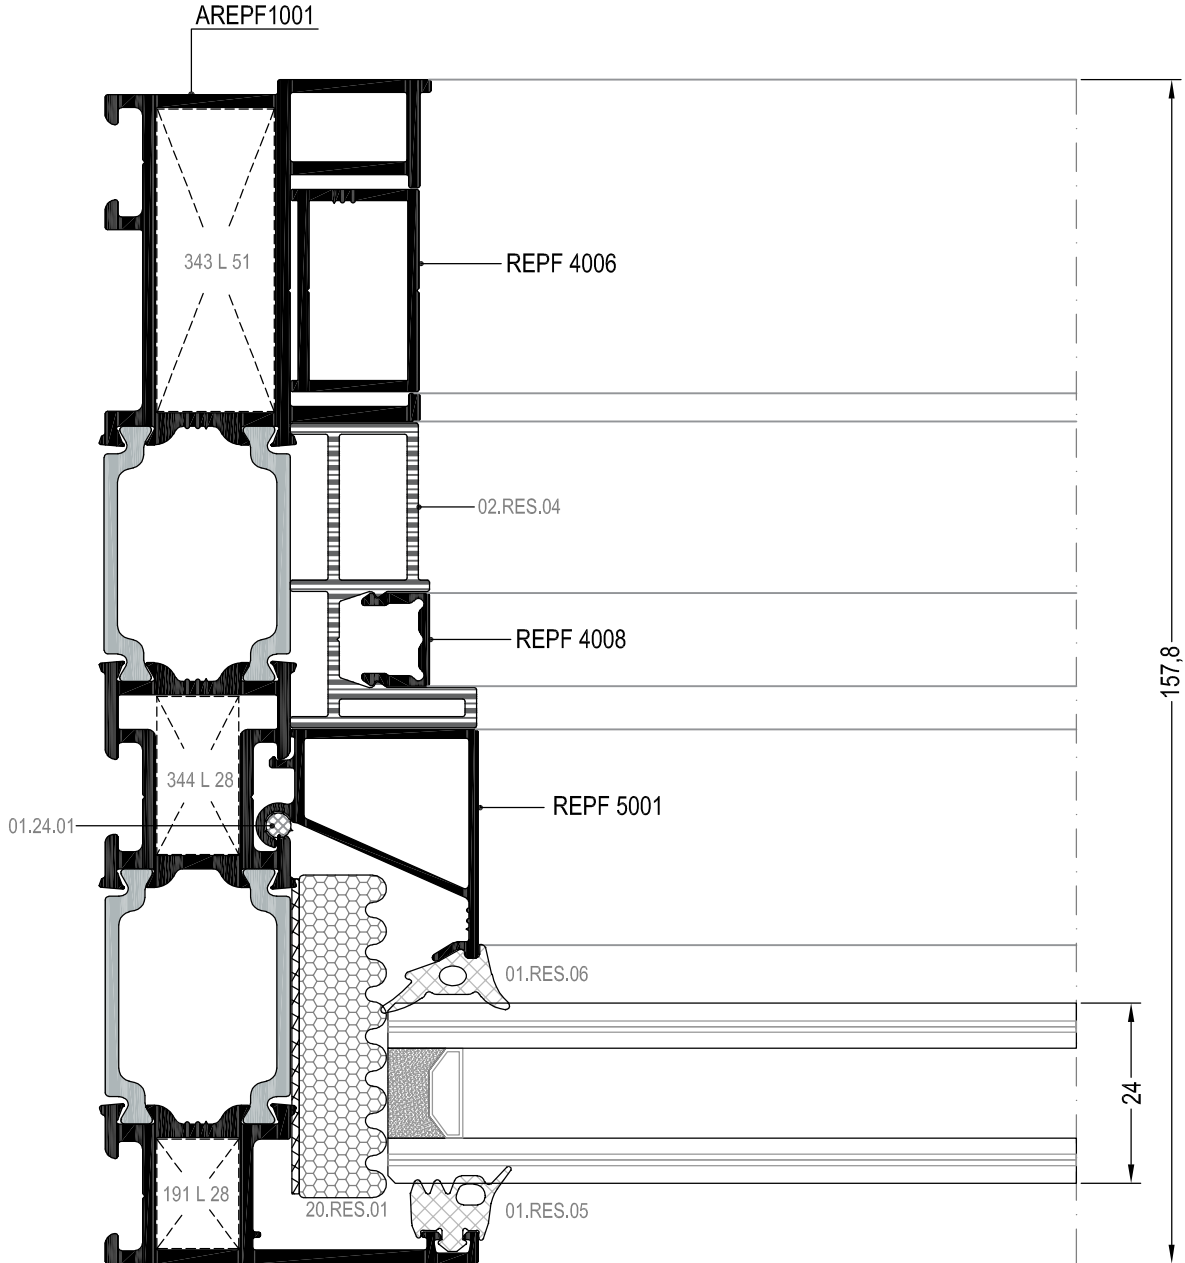 AREPF1001
343 L 51
REPF 4006
02.RES.04
REPF 4008
157,8
344 L 28
REPF 5001
01.24.01
01.RES.06
24
191 L 28
20.RES.01
01.RES.05